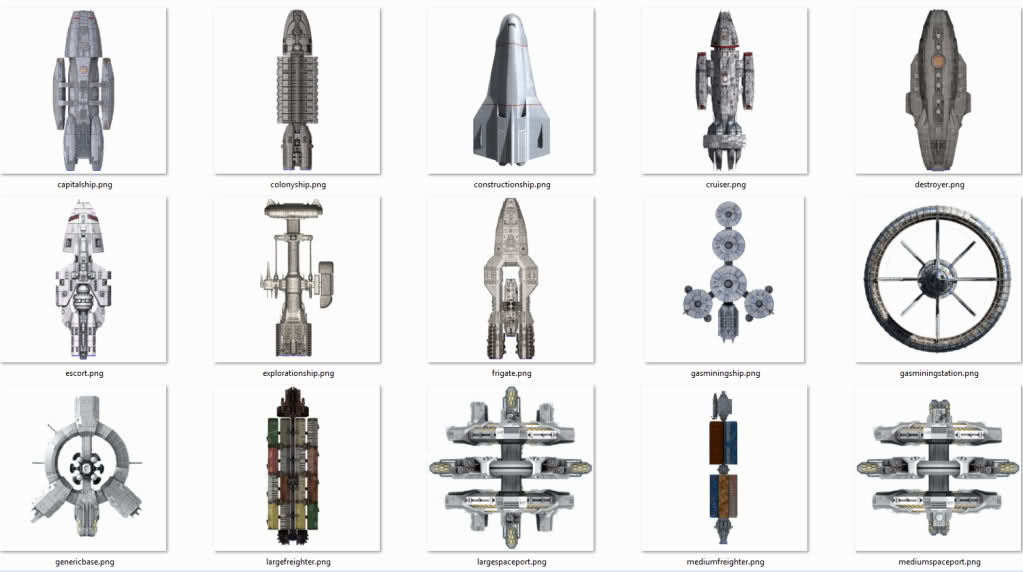 capitalship.png
colonyship.png
constructionship.png
cruiser.png
destroyer.png
escort.png
explorationship.png
frigate.png
gasminingship.png
gasminingstation.png
genericbase.png
largefreighter.png
largespaceport.png
mediumfreighter.png
mediumspaceport.png